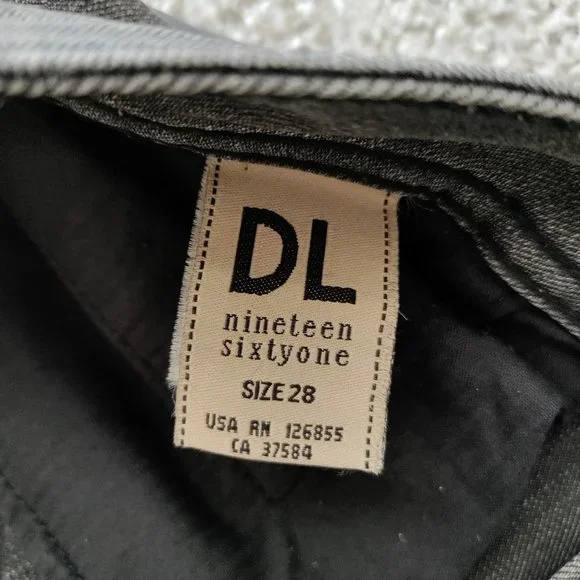 DL
nineteen
sixtyone
SIZE 28
USA RN 126855
CA 37584